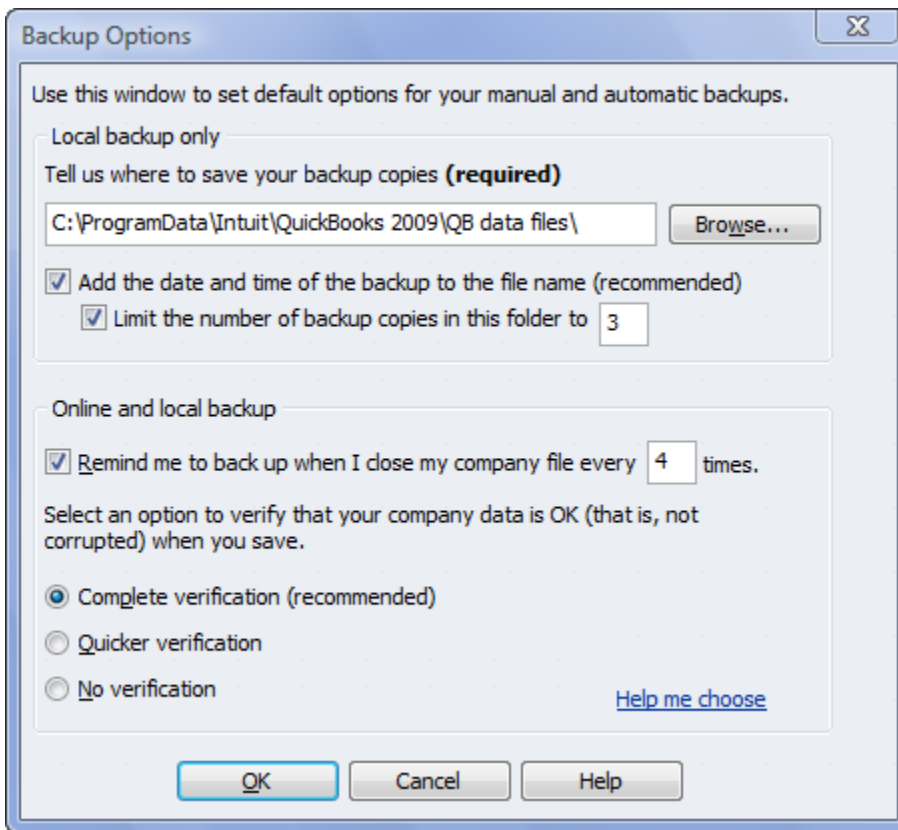 Backup Options
Use this window to set default options for your manual and automatic backups.
Local backup only
Tell us where to save your backup copies (required)
C:\ProgramData\Intuit\QuickBooks 2009\QB data files\ Browse...
Add the date and time of the backup to the file name (recommended)
Limit the number of backup copies in this folder to 3
Online and local backup
Remind me to back up when I close my company file every 4 times.
Select an option to verify that your company data is OK (that is, not
corrupted) when you save.
Complete verification (recommended)
Quicker verification
No verification
Help me choose
OK Cancel Help